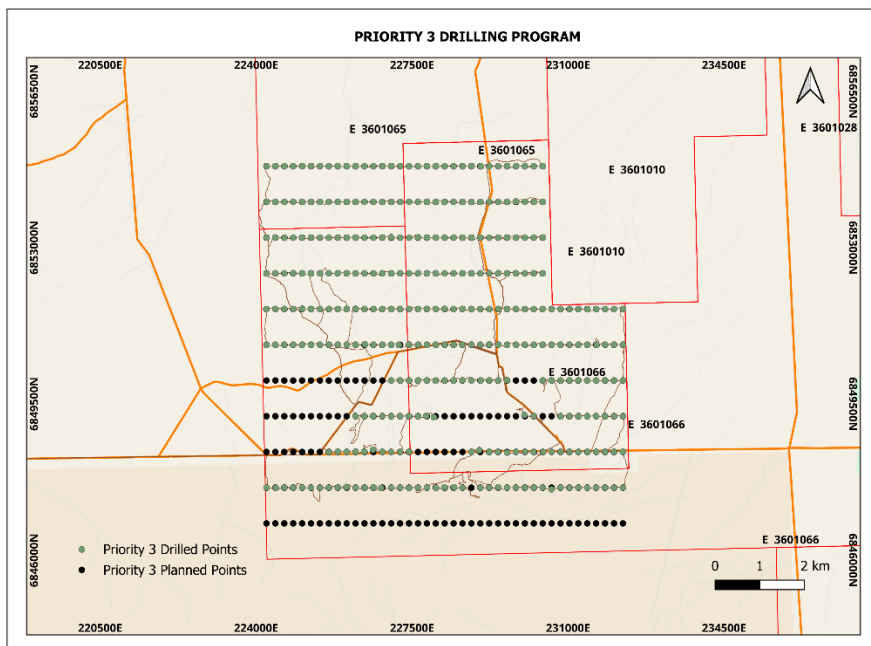 PRIORITY 3 DRILLING PROGRAM
220500E 224000E 227500E 231000E 234500E
6856500N 6856500N
E 3601065
E 3601028
E 3601065
E 3601010
6853000N 6853000N
E 3601010
E 3601066
6849500N 6849500N
E 3601066
E 3601066
Priority 3 Drilled Points
Priority 3 Planned Points
6846000N 6846000N
0 1 2 km
220500E 224000E 227500E 231000E 234500E